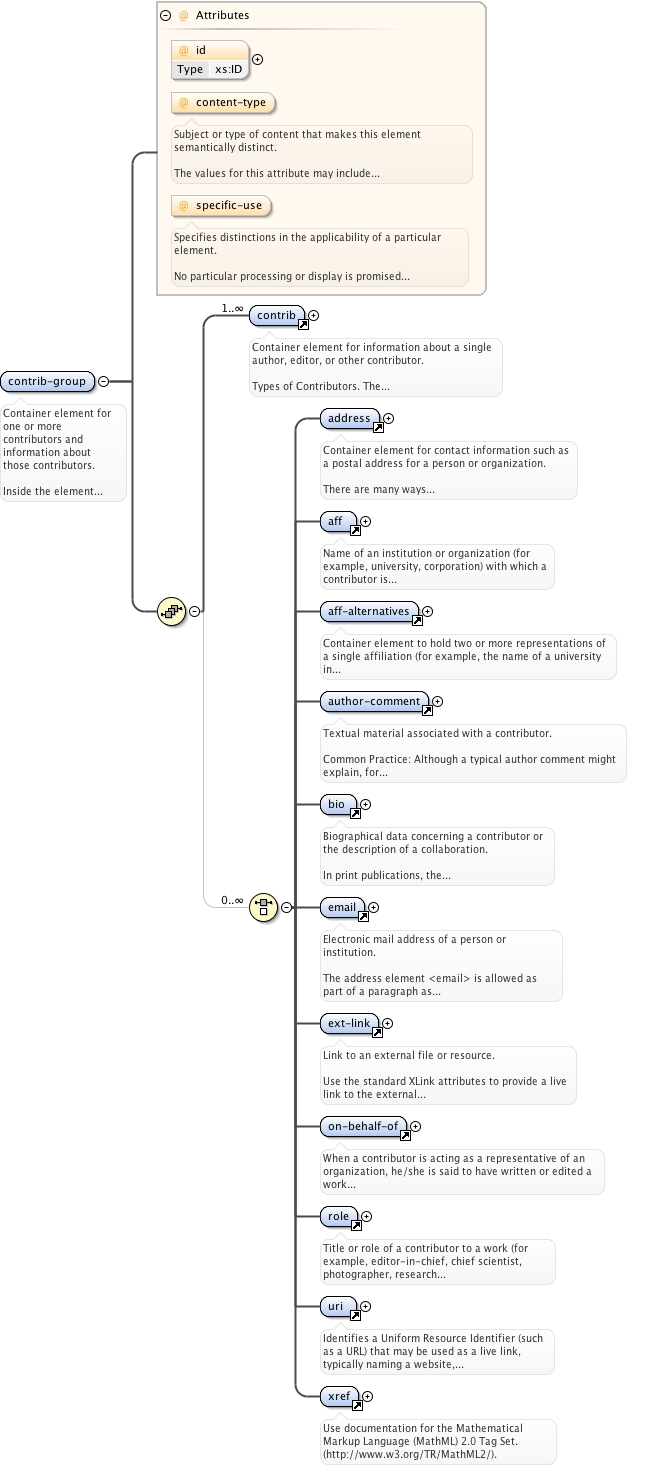 Attributes
@ id
Type xs:ID
@ content-type
Subject or type of content that makes this element
semantically distinct.
The values for this attribute may include...
@ specific-use
Specifies distinctions in the applicability of a particular
element.
No particular processing or display is promised...
contrib-group
Container element for
one or more
contributors and
information about
those contributors.
Inside the element...
1..∞
contrib
Container element for information about a single
author, editor, or other contributor.
Types of Contributors. The...
0..∞
address
Container element for contact information such as
a postal address for a person or organization.
There are many ways...
aff
Name of an institution or organization (for
example, university, corporation) with which a
contributor is...
aff-alternatives
Container element to hold two or more representations of
a single affiliation (for example, the name of a university
in...
author-comment
Textual material associated with a contributor.
Common Practice: Although a typical author comment might
explain, for...
bio
Biographical data concerning a contributor or
the description of a collaboration.
In print publications, the...
email
Electronic mail address of a person or
institution.
The address element <email> is allowed as
part of a paragraph as...
ext-link
Link to an external file or resource.
Use the standard XLink attributes to provide a live
link to the external...
on-behalf-of
When a contributor is acting as a representative of an
organization, he/she is said to have written or edited a
work...
role
Title or role of a contributor to a work (for
example, editor-in-chief, chief scientist,
photographer, research...
uri
Identifies a Uniform Resource Identifier (such
as a URL) that may be used as a live link,
typically naming a website,...
xref
Use documentation for the Mathematical
Markup Language (MathML) 2.0 Tag Set.
(http://www.w3.org/TR/MathML2/).